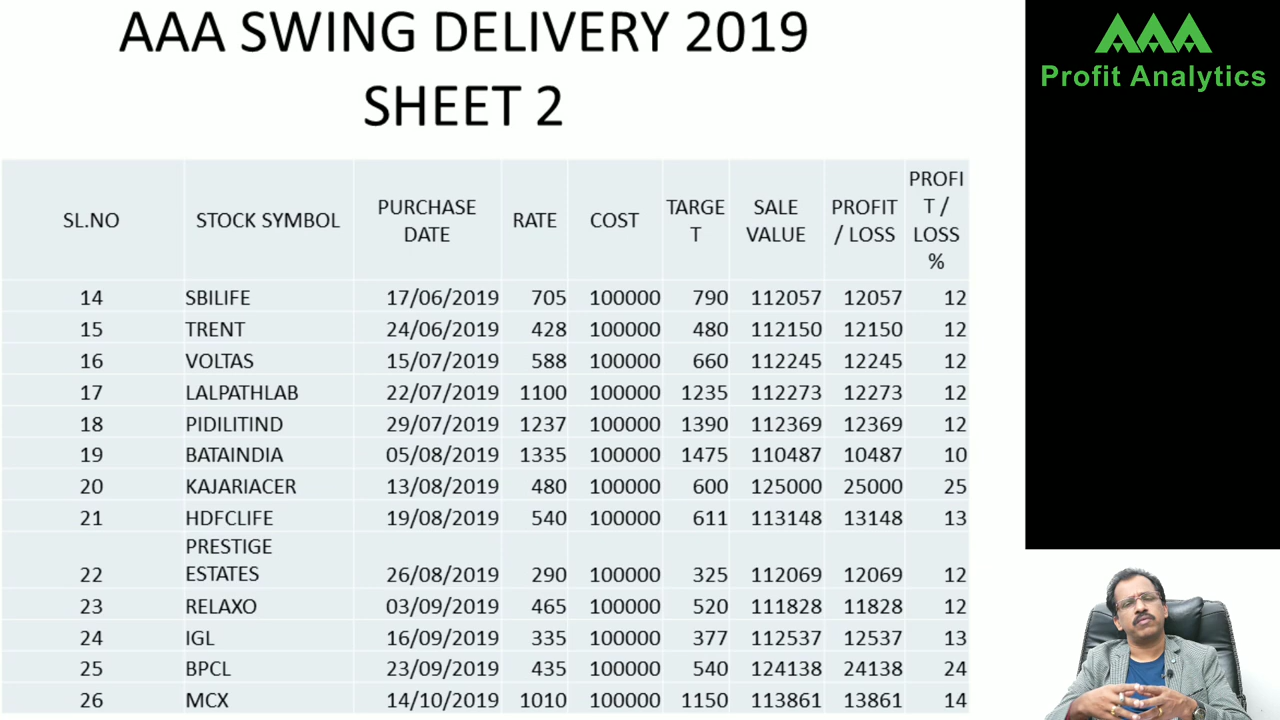 AAA SWING DELIVERY 2019
SHEET 2
AAA
Profit Analytics
SL.NO STOCK SYMBOL PURCHASE DATE RATE COST TARGET SALE VALUE PROFIT / LOSS PROFIT / LOSS %
14 SBILIFE 17/06/2019 705 100000 790 112057 12057 12
15 TRENT 24/06/2019 428 100000 480 112150 12150 12
16 VOLTAS 15/07/2019 588 100000 660 112245 12245 12
17 LALPATHLAB 22/07/2019 1100 100000 1235 112273 12273 12
18 PIDILITIND 29/07/2019 1237 100000 1390 112369 12369 12
19 BATAINDIA 05/08/2019 1335 100000 1475 110487 10487 10
20 KAJARIACER 13/08/2019 480 100000 600 125000 25000 25
21 HDFCLIFE 19/08/2019 540 100000 611 113148 13148 13
22 PRESTIGE ESTATES 26/08/2019 290 100000 325 112069 12069 12
23 RELAXO 03/09/2019 465 100000 520 111828 11828 12
24 IGL 16/09/2019 335 100000 377 112537 12537 13
25 BPCL 23/09/2019 435 100000 540 124138 24138 24
26 MCX 14/10/2019 1010 100000 1150 113861 13861 14